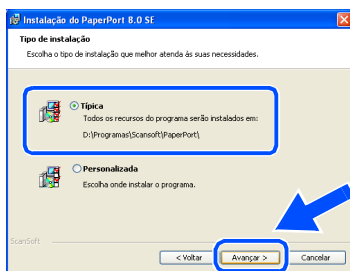 Instalação do PaperPort 8.0 SE
Tipo de instalação
Escolha o tipo de instalação que melhor atenda às suas necessidades.
Típica
Todos os recursos do programa serão instalados em:
D:\Programas\Scansoft\PaperPort\
Personalizada
Escolha onde instalar o programa.
ScanSoft
< Voltar
Avançar >
Cancelar